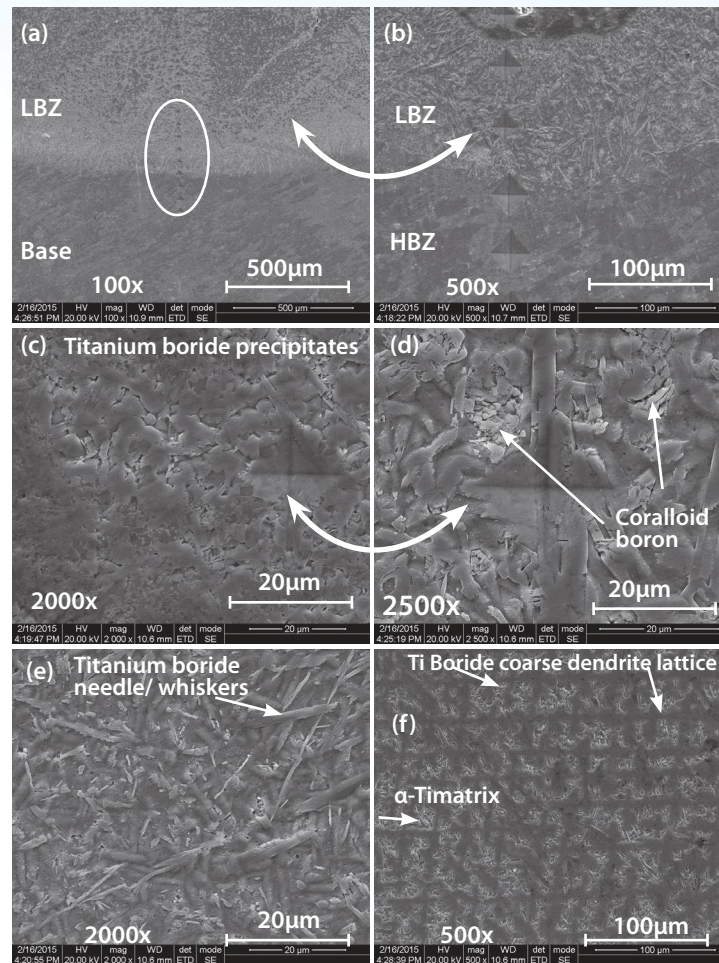 (a)
LBZ
Base
100x
500µm
2/16/2015 HV mag WD det mode 500 µm
4:26:51 PM 20.00 kV 100 x 10.9 mm ETD SE
(b)
LBZ
HBZ
500x
100µm
2/16/2015 HV mag WD det mode 100 µm
4:18:22 PM 20.00 kV 500 x 10.7 mm ETD SE
(c) Titanium boride precipitates
2000x
20µm
2/16/2015 HV mag WD det mode 20 µm
4:19:47 PM 20.00 kV 2 000 x 10.6 mm ETD SE
(d)
Coralloid
boron
2500x
20µm
2/16/2015 HV mag WD det mode 20 µm
4:25:19 PM 20.00 kV 2 500 x 10.6 mm ETD SE
(e) Titanium boride
needle/ whiskers
2000x
20µm
2/16/2015 HV mag WD det mode 20 µm
4:20:55 PM 20.00 kV 2 000 x 10.6 mm ETD SE
Ti Boride coarse dendrite lattice
(f)
α-Timatrix
500x
100µm
2/16/2015 HV mag WD det mode 100 µm
4:28:39 PM 20.00 kV 500 x 10.6 mm ETD SE